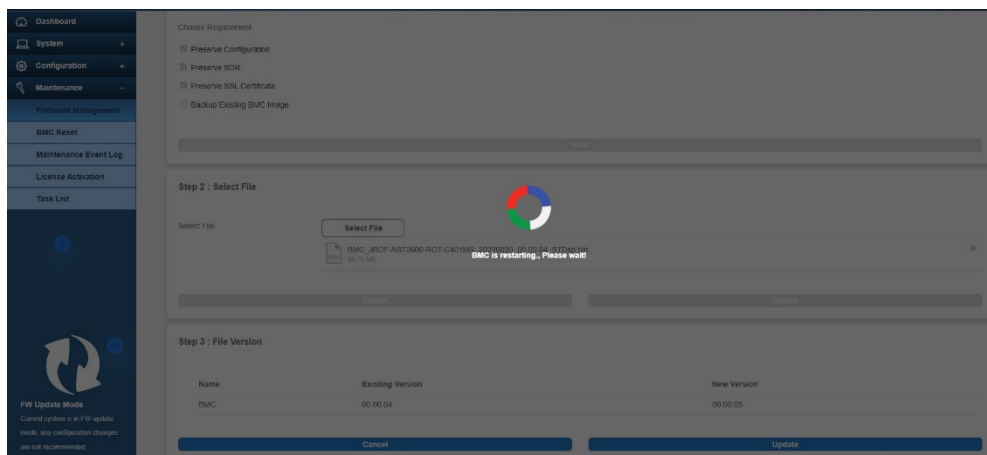 Dashboard
System +
Configuration +
Maintenance –
Firmware Management
BMC Reset
Maintenance Event Log
License Activation
Task List
FW Update Mode
Current system is in FW update
mode, any configuration changes
are not recommended
Choose Requirement
Preserve Configuration
Preserve SDR
Preserve SSL Certificate
Backup Existing BMC Image
Next
Step 2 : Select File
Select File
Select File
.bin
BMC is restarting., Please wait!
Cancel
Upload
Step 3 : File Version
Name Existing Version New Version
BMC 00.00.04
Cancel Update